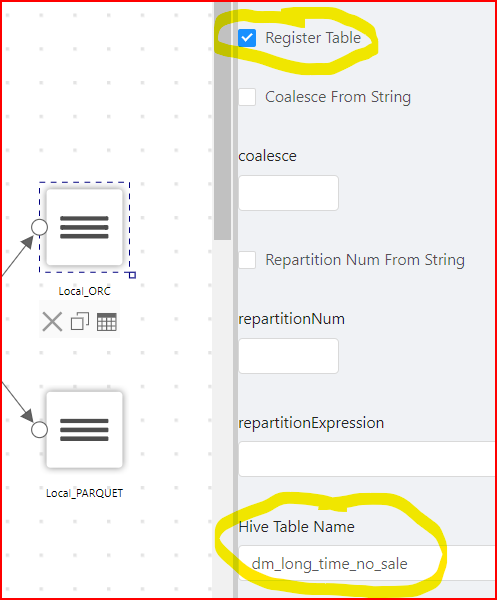 Register Table
Coalesce From String
coalesce
Local_ORC
Repartition Num From String
repartitionNum
repartitionExpression
Local_PARQUET
Hive Table Name
dm_long_time_no_sale